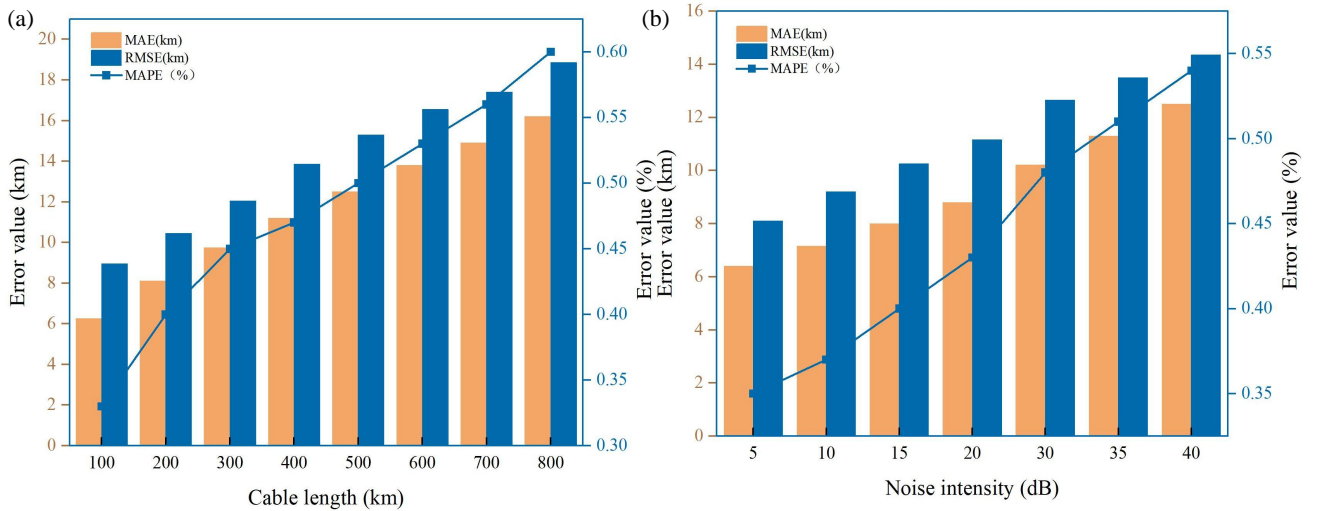 (a)
MAE(km)
RMSE(km)
MAPE（%）
Error value (km)
20
18
16
14
12
10
8
6
4
2
0
0.60
0.55
0.50
0.45
0.40
0.35
0.30
Error value (%)
100 200 300 400 500 600 700 800
Cable length (km)
(b)
MAE(km)
RMSE(km)
MAPE（%）
Error value (km)
16
14
12
10
8
6
4
2
0
0.55
0.50
0.45
0.40
0.35
Error value (%)
5 10 15 20 30 35 40
Noise intensity (dB)